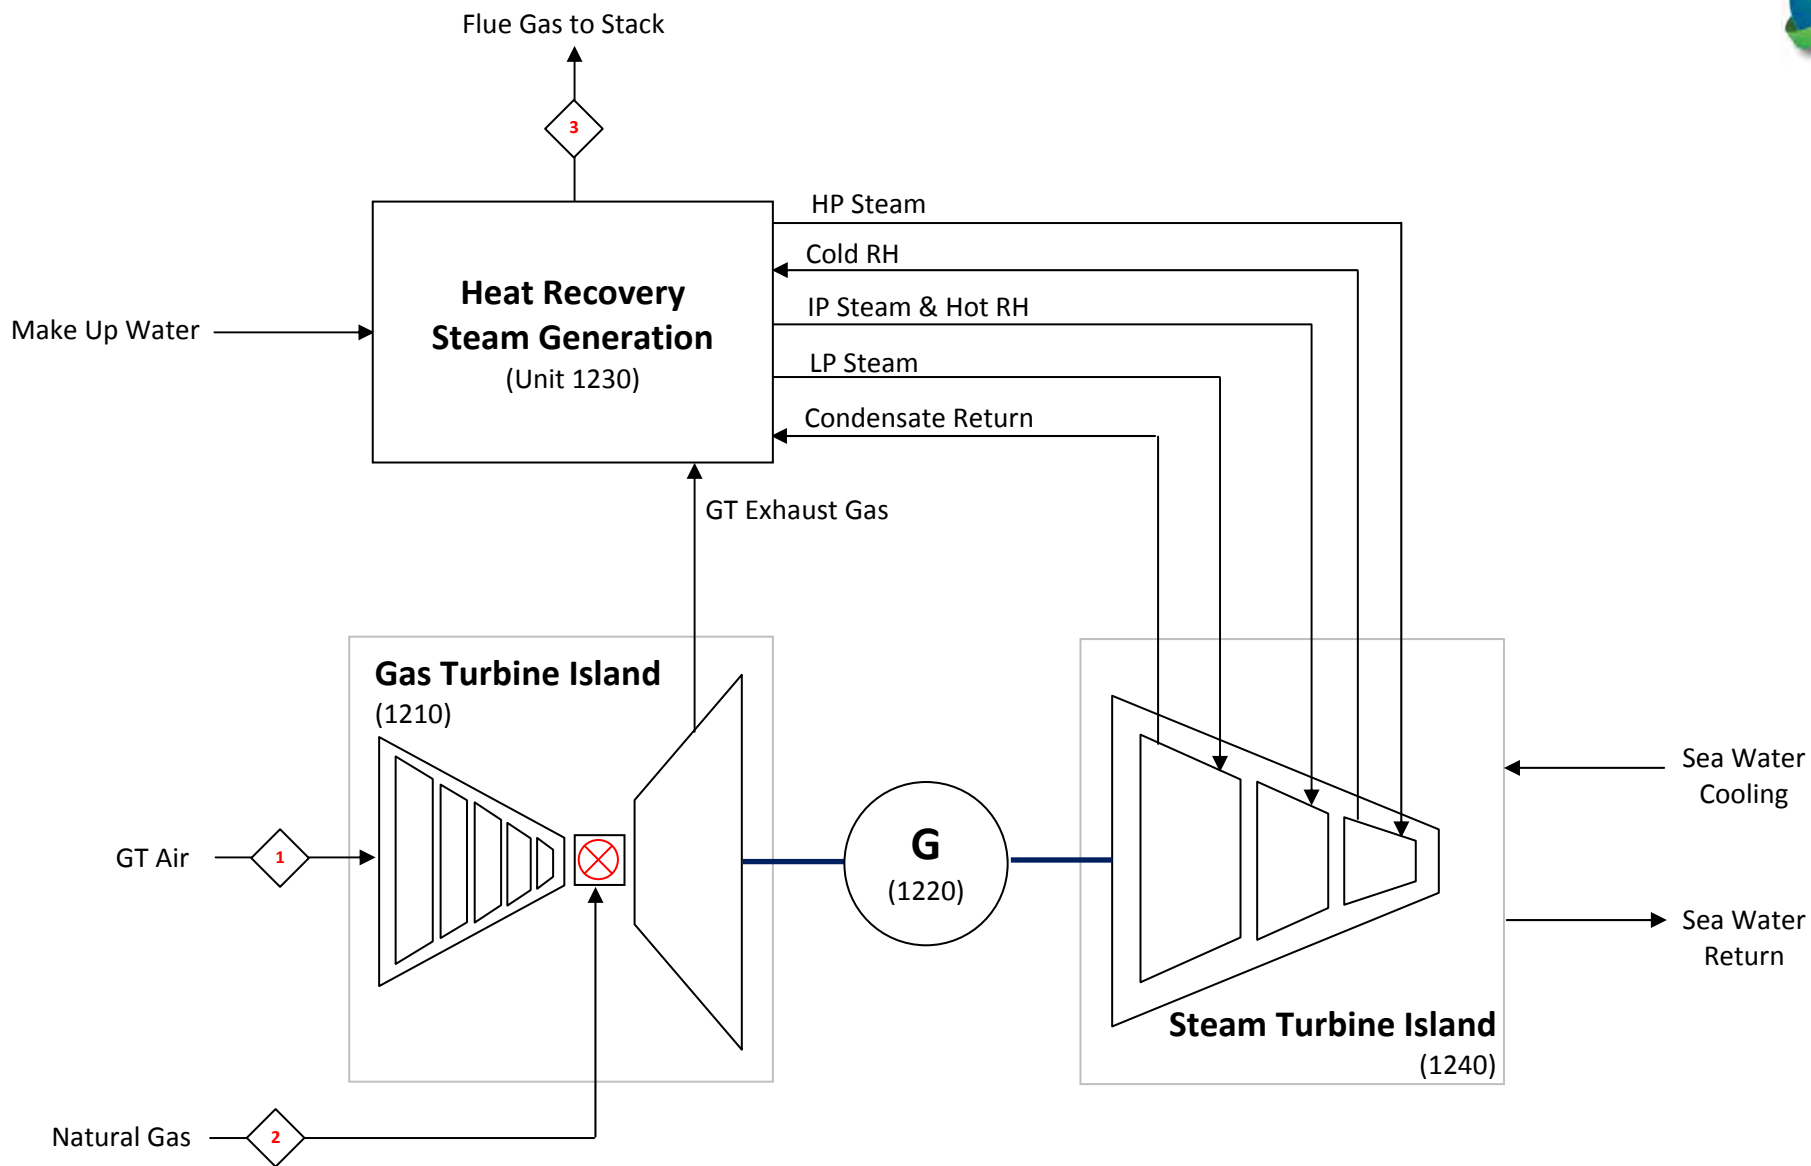 Flue Gas to Stack
3
HP Steam
Cold RH
Heat Recovery
Steam Generation
(Unit 1230)
IP Steam & Hot RH
Make Up Water
LP Steam
Condensate Return
GT Exhaust Gas
Gas Turbine Island
(1210)
Sea Water
Cooling
GT Air
1
G
(1220)
Sea Water
Return
Steam Turbine Island
(1240)
Natural Gas
2